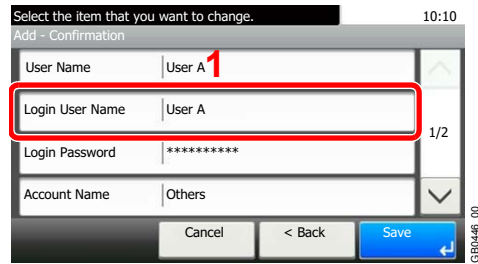 Select the item that you want to change.
10:10
Add - Confirmation
User Name User A
1
Login User Name User A
1/2
Login Password **********
Account Name Others
Cancel < Back Save
GB0446_00